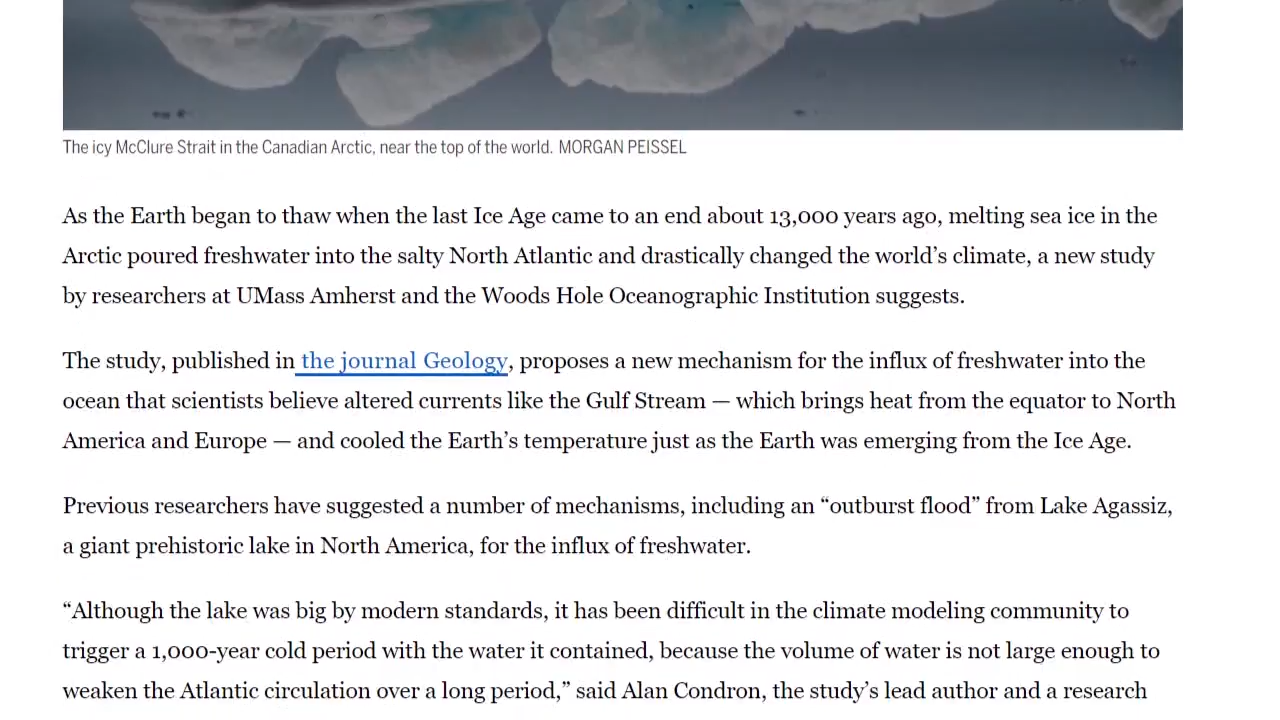 The icy McClure Strait in the Canadian Arctic, near the top of the world. MORGAN PEISSEL
As the Earth began to thaw when the last Ice Age came to an end about 13,000 years ago, melting sea ice in the
Arctic poured freshwater into the salty North Atlantic and drastically changed the world’s climate, a new study
by researchers at UMass Amherst and the Woods Hole Oceanographic Institution suggests.
The study, published in the journal Geology, proposes a new mechanism for the influx of freshwater into the
ocean that scientists believe altered currents like the Gulf Stream — which brings heat from the equator to North
America and Europe — and cooled the Earth’s temperature just as the Earth was emerging from the Ice Age.
Previous researchers have suggested a number of mechanisms, including an “outburst flood” from Lake Agassiz,
a giant prehistoric lake in North America, for the influx of freshwater.
“Although the lake was big by modern standards, it has been difficult in the climate modeling community to
trigger a 1,000-year cold period with the water it contained, because the volume of water is not large enough to
weaken the Atlantic circulation over a long period,” said Alan Condron, the study’s lead author and a research